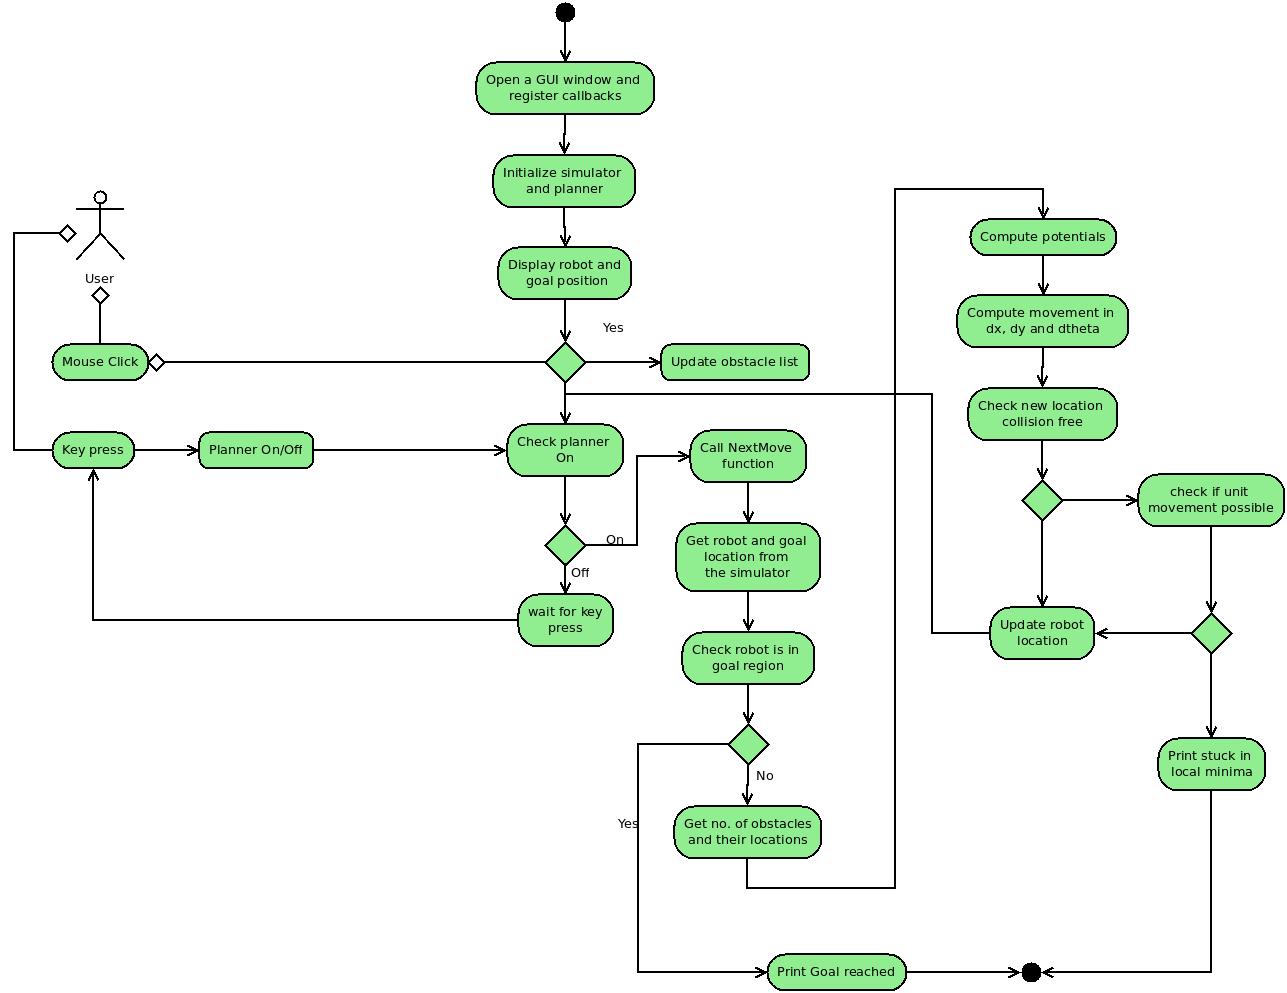 Open a GUI window and
register callbacks
Initialize simulator
and planner
Display robot and
goal position
User
Yes
Mouse Click
Update obstacle list
Key press
Planner On/Off
Check planner
On
On
Off
wait for key
press
Call NextMove
function
Get robot and goal
location from
the simulator
Check robot is in
goal region
No
Yes
Get no. of obstacles
and their locations
Compute potentials
Compute movement in
dx, dy and dtheta
Check new location
collision free
check if unit
movement possible
Update robot
location
Print stuck in
local minima
Print Goal reached